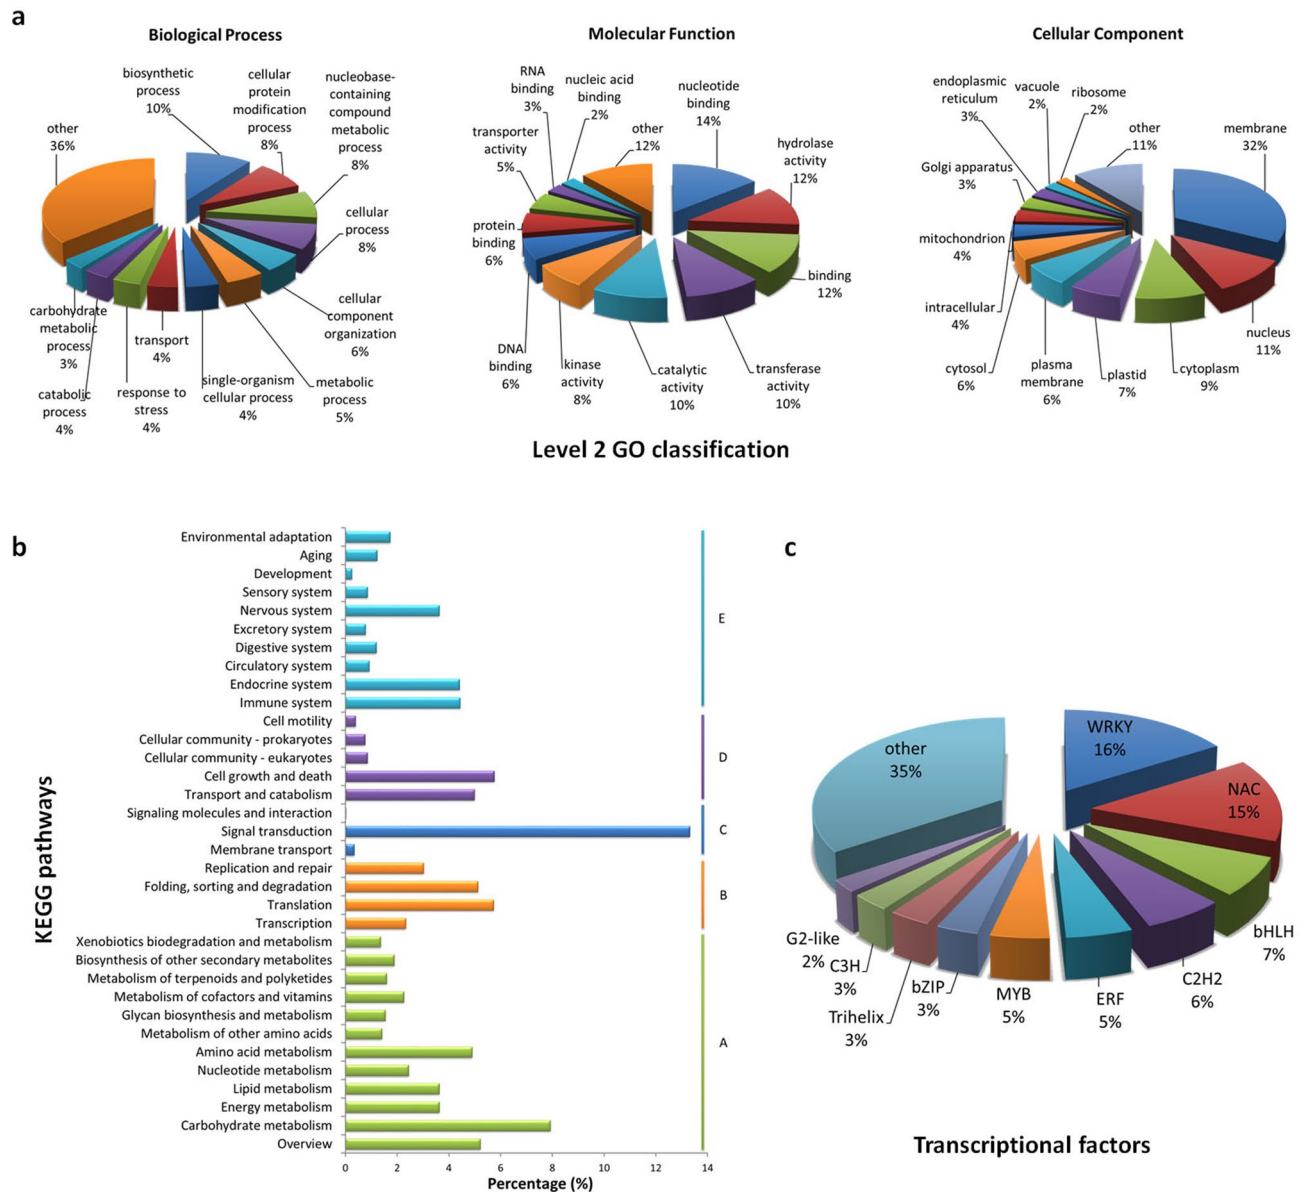 a
Biological Process
biosynthetic
process
10%
cellular
protein
modification
process
8%
nucleobase-
containing
compound
metabolic
process
8%
cellular
process
8%
cellular
component
organization
6%
metabolic
process
5%
single-organism
cellular process
4%
transport
4%
response to
stress
4%
catabolic
process
4%
carbohydrate
metabolic
process
3%
other
36%
Molecular Function
nucleotide
binding
14%
hydrolase
activity
12%
binding
12%
transferase
activity
10%
catalytic
activity
10%
kinase
activity
8%
DNA
binding
6%
protein
binding
6%
transporter
activity
5%
RNA
binding
3%
nucleic acid
binding
2%
other
12%
Cellular Component
membrane
32%
nucleus
11%
cytoplasm
9%
plastid
7%
plasma
membrane
6%
cytosol
6%
intracellular
4%
mitochondrion
4%
Golgi apparatus
3%
endoplasmic
reticulum
3%
vacuole
2%
ribosome
2%
other
11%
Level 2 GO classification
b
KEGG pathways
Environmental adaptation
Aging
Development
Sensory system
Nervous system
Excretory system
Digestive system
Circulatory system
Endocrine system
Immune system
E
Cell motility
Cellular community - prokaryotes
Cellular community - eukaryotes
Cell growth and death
Transport and catabolism
D
Signaling molecules and interaction
Signal transduction
Membrane transport
C
Replication and repair
Folding, sorting and degradation
Translation
Transcription
B
Xenobiotics biodegradation and metabolism
Biosynthesis of other secondary metabolites
Metabolism of terpenoids and polyketides
Metabolism of cofactors and vitamins
Glycan biosynthesis and metabolism
Metabolism of other amino acids
Amino acid metabolism
Nucleotide metabolism
Lipid metabolism
Energy metabolism
Carbohydrate metabolism
Overview
A
0 2 4 6 8 10 12 14
Percentage (%)
c
WRKY
16%
NAC
15%
bHLH
7%
C2H2
6%
ERF
5%
MYB
5%
bZIP
3%
Trihelix
3%
C3H
3%
G2-like
2%
other
35%
Transcriptional factors